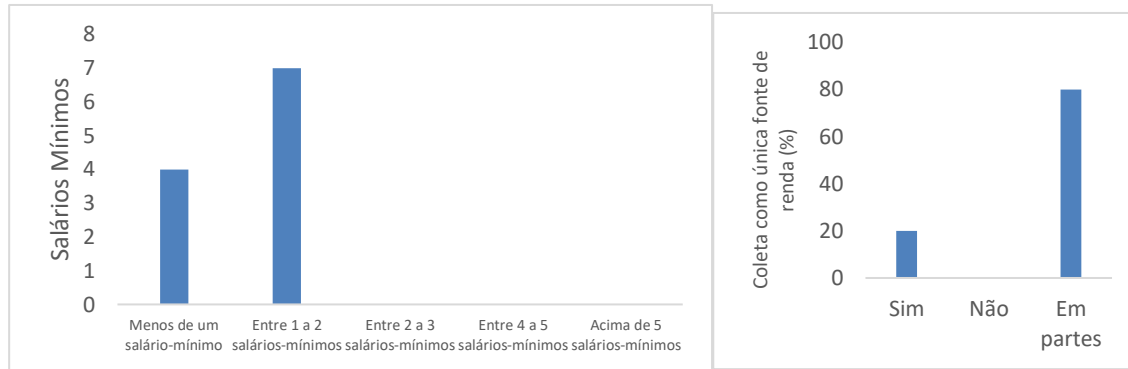 Salários Mínimos
8
7
6
5
4
3
2
1
0
Menos de um
salário-mínimo
Entre 1 a 2
salários-mínimos
Entre 2 a 3
salários-mínimos
Entre 4 a 5
salários-mínimos
Acima de 5
salários-mínimos
Coleta como única fonte de
renda (%)
100
80
60
40
20
0
Sim
Não
Em
partes